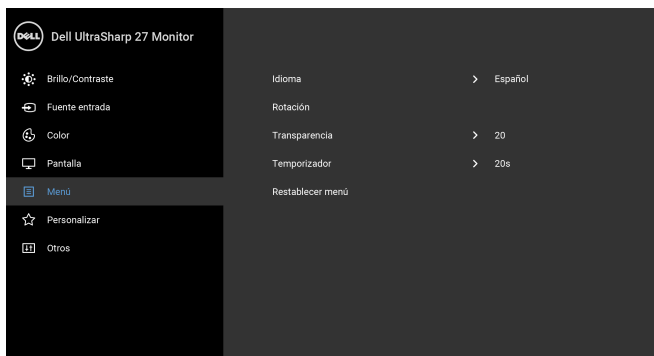 DELL Dell UltraSharp 27 Monitor
Brillo/Contraste
Fuente entrada
Color
Pantalla
Menú
Personalizar
Otros
Idioma > Español
Rotación
Transparencia > 20
Temporizador > 20s
Restablecer menú